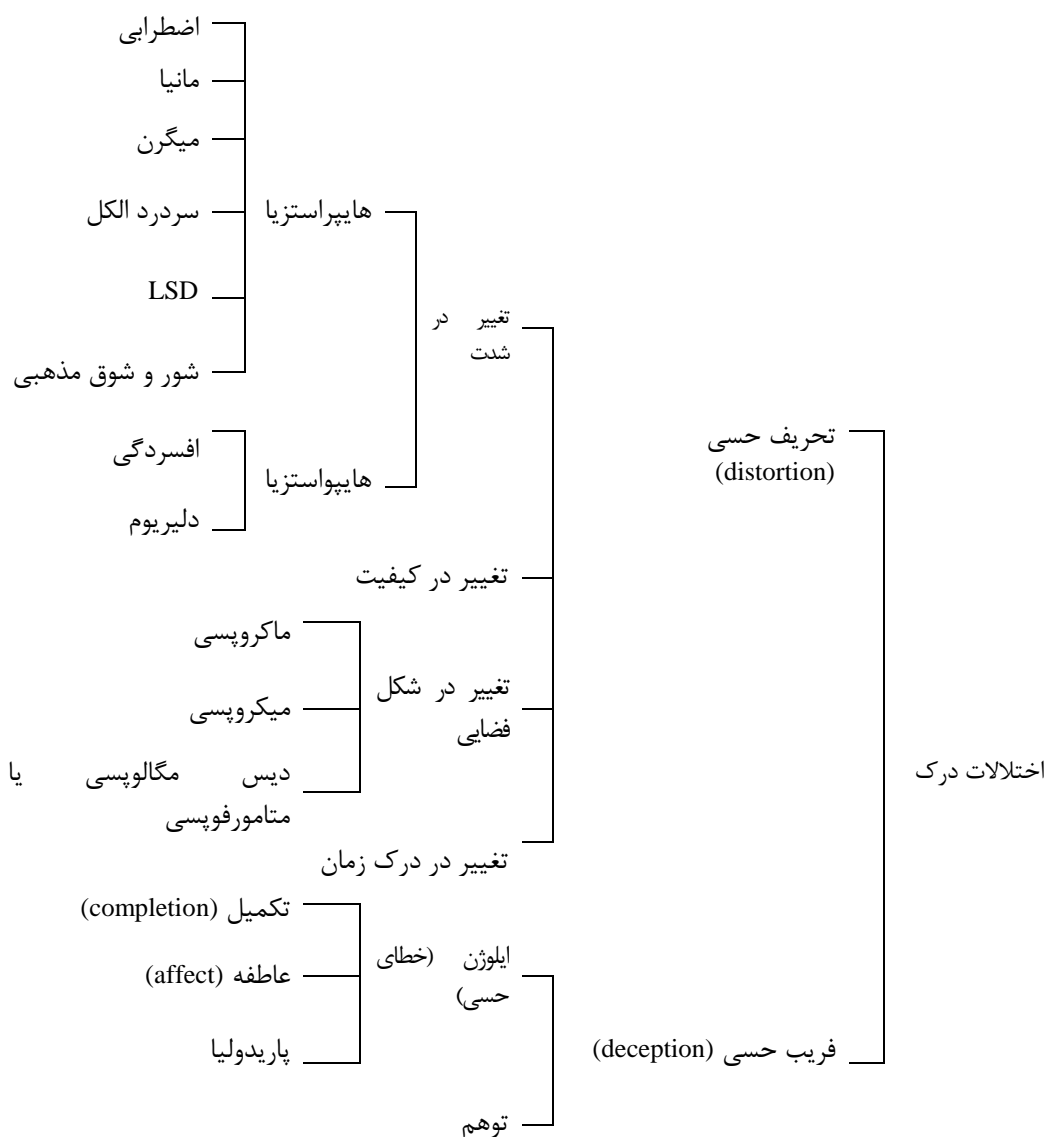 اختلالات درک
تحریف حسی
(distortion)
تغییر در
شدت
هایپراستزیا
اضطرابی
مانیا
میگرن
سردرد الکل
LSD
شور و شوق مذهبی
هایپواستزیا
افسردگی
دلیریوم
تغییر در کیفیت
تغییر در شکل
فضایی
ماکروپسی
میکروپسی
دیس مگالوپسی یا
متامورفوپسی
تغییر در درک زمان
فریب حسی (deception)
ایلوژن (خطای
حسی)
تکمیل (completion)
عاطفه (affect)
پاریدولیا
توهم